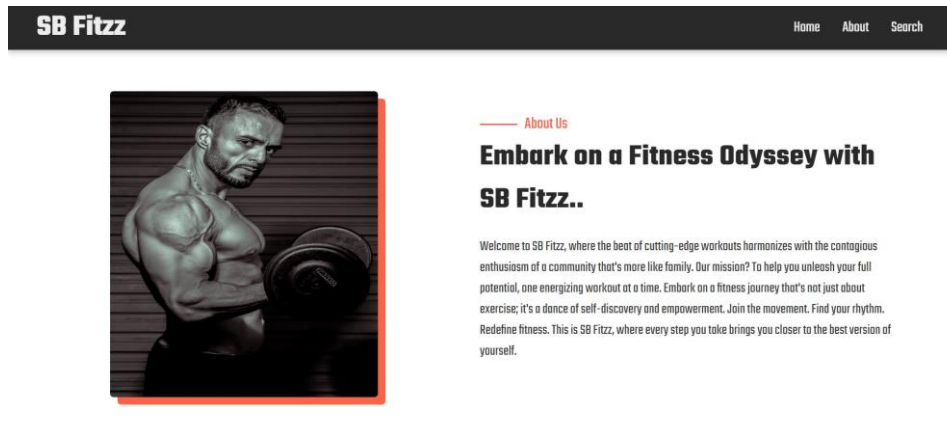 SB Fitzz
Home About Search
About Us
Embark on a Fitness Odyssey with
SB Fitzz..
Welcome to SB Fitzz, where the beat of cutting-edge workouts harmonizes with the contagious
enthusiasm of a community that's more like family. Our mission? To help you unleash your full
potential, one energizing workout at a time. Embark on a fitness journey that's not just about
exercise; it's a dance of self-discovery and empowerment. Join the movement. Find your rhythm.
Redefine fitness. This is SB Fitzz, where every step you take brings you closer to the best version of
yourself.